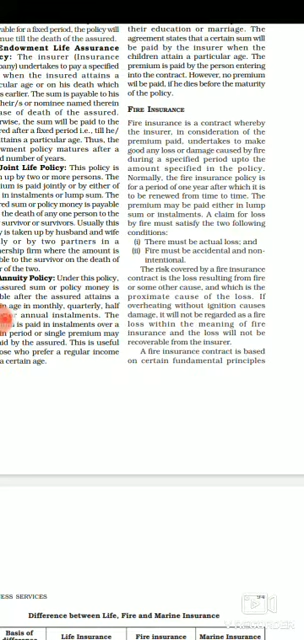 able for a fixed period, the policy will
nue till the death of the assured.
Endowment Life Assurance
cy: The insurer (Insurance
pany) undertakes to pay a specified
when the insured attains a
cular age or on his death which
s earlier. The sum is payable to his
heir/s or nominee named therein
ase of death of the assured.
rwise, the sum will be paid to the
red after a fixed period i.e., till he/
attains a particular age. Thus, the
wment policy matures after a
d number of years.
Joint Life Policy: This policy is
n up by two or more persons. The
ium is paid jointly or by either of
in instalments or lump sum. The
red sum or policy money is payable
the death of any one person to the
survivor or survivors. Usually this
y is taken up by husband and wife
ly or by two partners in a
nership firm where the amount is
ble to the survivor on the death of
r of the two.
Annuity Policy: Under this policy,
assured sum or policy money is
ble after the assured attains a
in age in monthly, quarterly, half
r annual instalments. The
is paid in instalments over a
in period or single premium may
aid by the assured. This is useful
ose who prefer a regular income
a certain age.
their education or marriage. The
agreement states that a certain sum will
be paid by the insurer when the
children attain a particular age. The
premium is paid by the person entering
into the contract. However, no premium
wil be paid, if he dies before the maturity
of the policy.
FIRE INSURANCE
Fire insurance is a contract whereby
the insurer, in consideration of the
premium paid, undertakes to make
good any loss or damage caused by fire
during a specified period upto the
amount specified in the policy.
Normally, the fire insurance policy is
for a period of one year after which it is
to be renewed from time to time. The
premium may be paid either in lump
sum or instalments. A claim for loss
by fire must satisfy the two following
conditions:
(i) There must be actual loss; and
(ii) Fire must be accidental and non-
intentional.
The risk covered by a fire insurance
contract is the loss resulting from fire
or some other cause, and which is the
proximate cause of the loss. If
overheating without ignition causes
damage, it will not be regarded as a fire
loss within the meaning of fire
insurance and the loss will not be
recoverable from the insurer.
A fire insurance contract is based
on certain fundamental principles
ESS SERVICES
Difference between Life, Fire and Marine Insurance
Basis of
difference
Life Insurance
Fire insurance
Marine Insurance